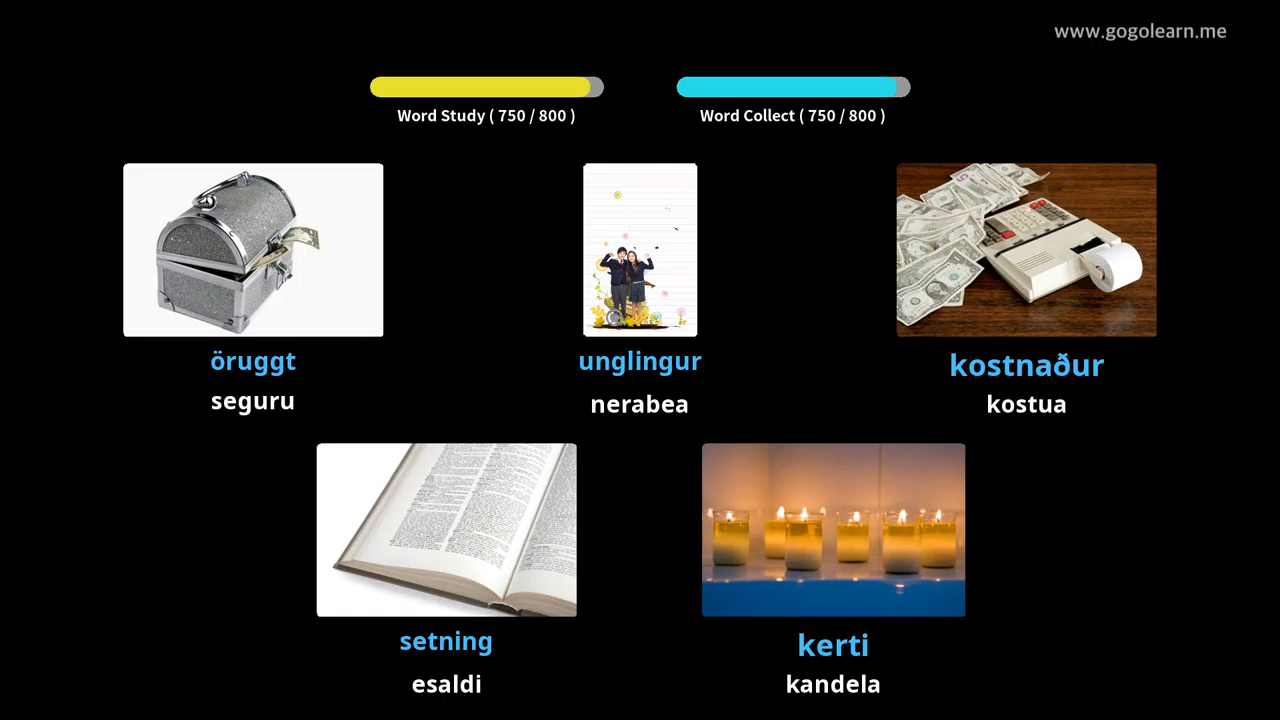 www.gogolearn.me
Word Study ( 750 / 800 )
Word Collect ( 750 / 800 )
öruggt
seguru
unglingur
nerabea
kostnaður
kostua
setning
esaldi
kerti
kandela